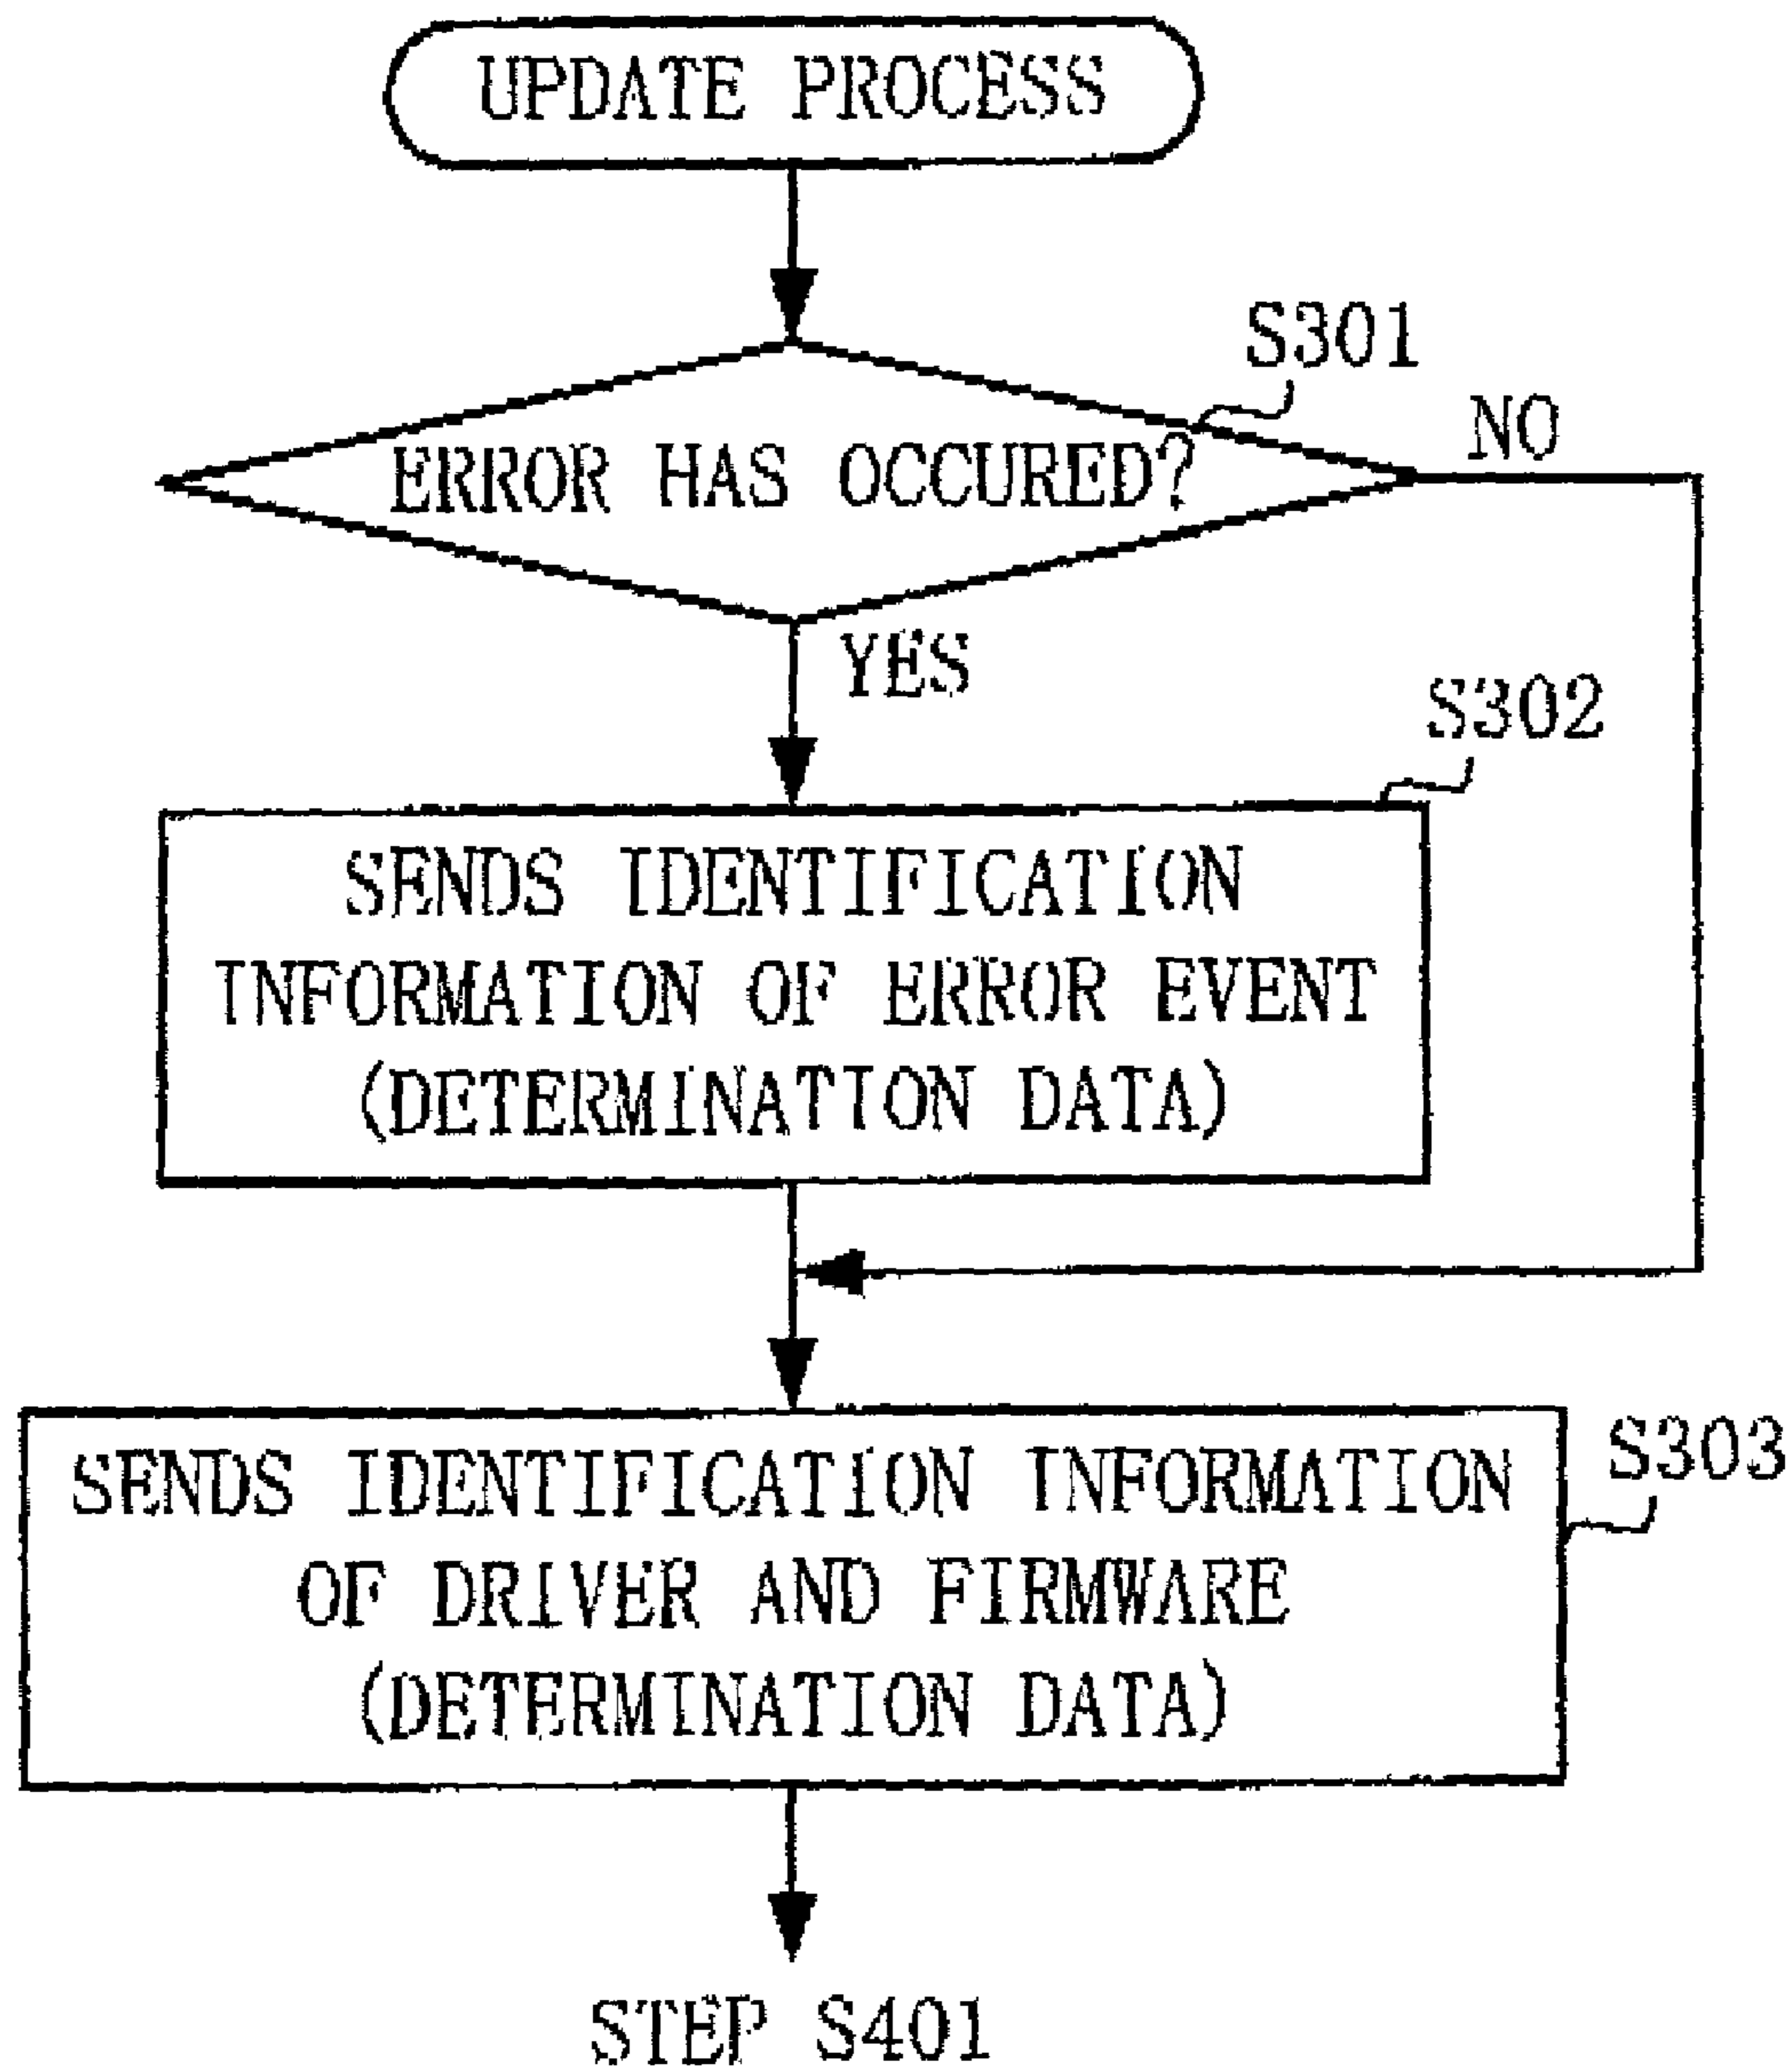 UPDATE PROCESS
S301
NO
ERROR HAS OCCURED?
YES
S302
SENDS IDENTIFICATION
INFORMATION OF ERROR EVENT
(DETERMINATION DATA)
S303
SENDS IDENTIFICATION INFORMATION
OF DRIVER AND FIRMWARE
(DETERMINATION DATA)
STEP S401